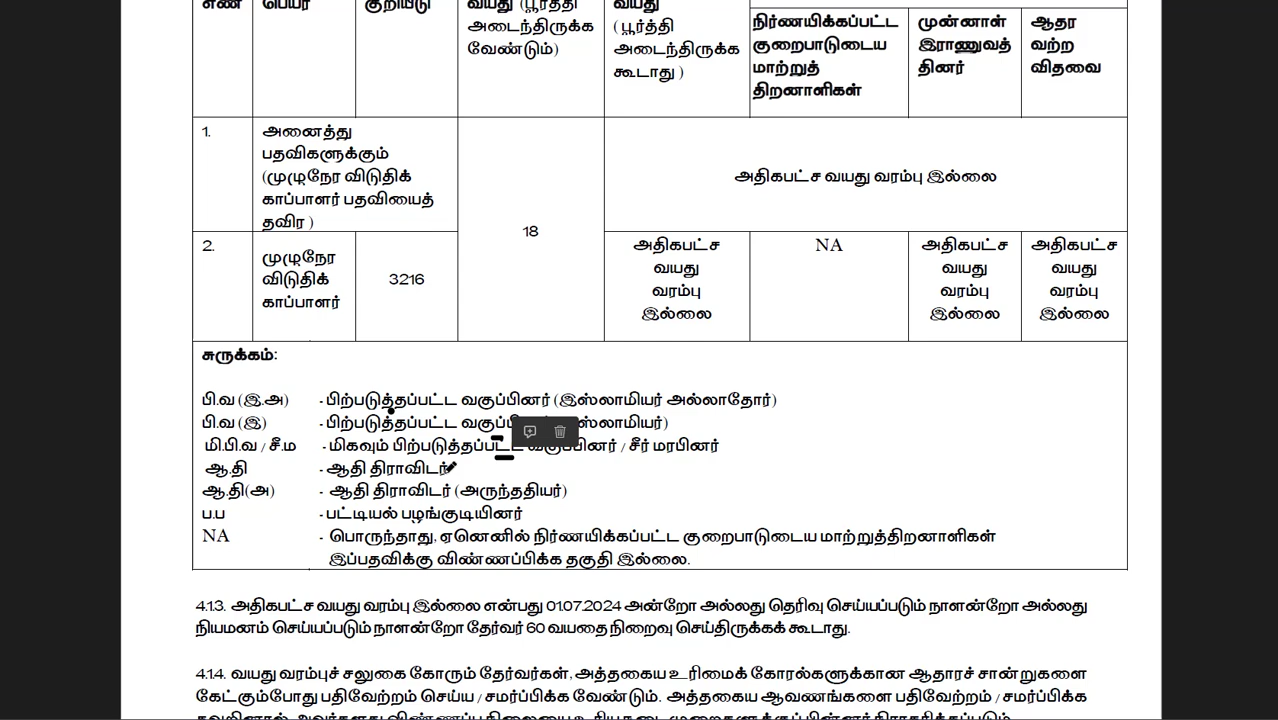 எண் பெயர் குறியீடு வயது (பூர்த்தி அடைந்திருக்க வேண்டும்) வயது
( பூர்த்தி அடைந்திருக்க கூடாது )
நிர்ணயிக்கப்பட்ட முன்னாள் ஆதர
குறைபாடுடைய இராணுவத் வற்ற
மாற்றுத் தினர் விதவை
திறனாளிகள்
1. அனைத்து
பதவிகளுக்கும்
(முழுநேர விடுதிக்
காப்பாளர் பதவியைத்
தவிர )
18
அதிகபட்ச வயது வரம்பு இல்லை
2. முழுநேர
விடுதிக்
காப்பாளர்
3216
அதிகபட்ச NA அதிகபட்ச அதிகபட்ச
வயது வயது வயது
வரம்பு வரம்பு வரம்பு
இல்லை இல்லை இல்லை
சுருக்கம்:
பி.வ (இ.அ) - பிற்படுத்தப்பட்ட வகுப்பினர் (இஸ்லாமியர் அல்லாதோர்)
பி.வ (இ) - பிற்படுத்தப்பட்ட
மி.பி.வ / சீ.ம - மிகவும் பிற்படுத்தப்பட்ட வகுப்பினர் / சீர் மரபினர்
ஆ.தி - ஆதி திராவிடர்
ஆ.தி(அ) - ஆதி திராவிடர் (அருந்ததியர்)
ப.ப - பட்டியல் பழங்குடியினர்
NA - பொருந்தாது, ஏனெனில் நிர்ணயிக்கப்பட்ட குறைபாடுடைய மாற்றுத்திறனாளிகள்
இப்பதவிக்கு விண்ணப்பிக்க தகுதி இல்லை.
4.1.3. அதிகபட்ச வயது வரம்பு இல்லை என்பது 01.07.2024 அன்றோ அல்லது தெரிவு செய்யப்படும் நாளன்றோ அல்லது
நியமனம் செய்யப்படும் நாளன்றோ தேர்வர் 60 வயதை நிறைவு செய்திருக்கக் கூடாது.
4.1.4. வயது வரம்புச் சலுகை கோரும் தேர்வர்கள், அத்தகைய உரிமைக் கோரல்களுக்கான ஆதாரச் சான்றுகளை
கேட்கும்போது பதிவேற்றம் செய்ய / சமர்ப்பிக்க வேண்டும். அத்தகைய ஆவணங்களை பதிவேற்றம் / சமர்ப்பிக்க